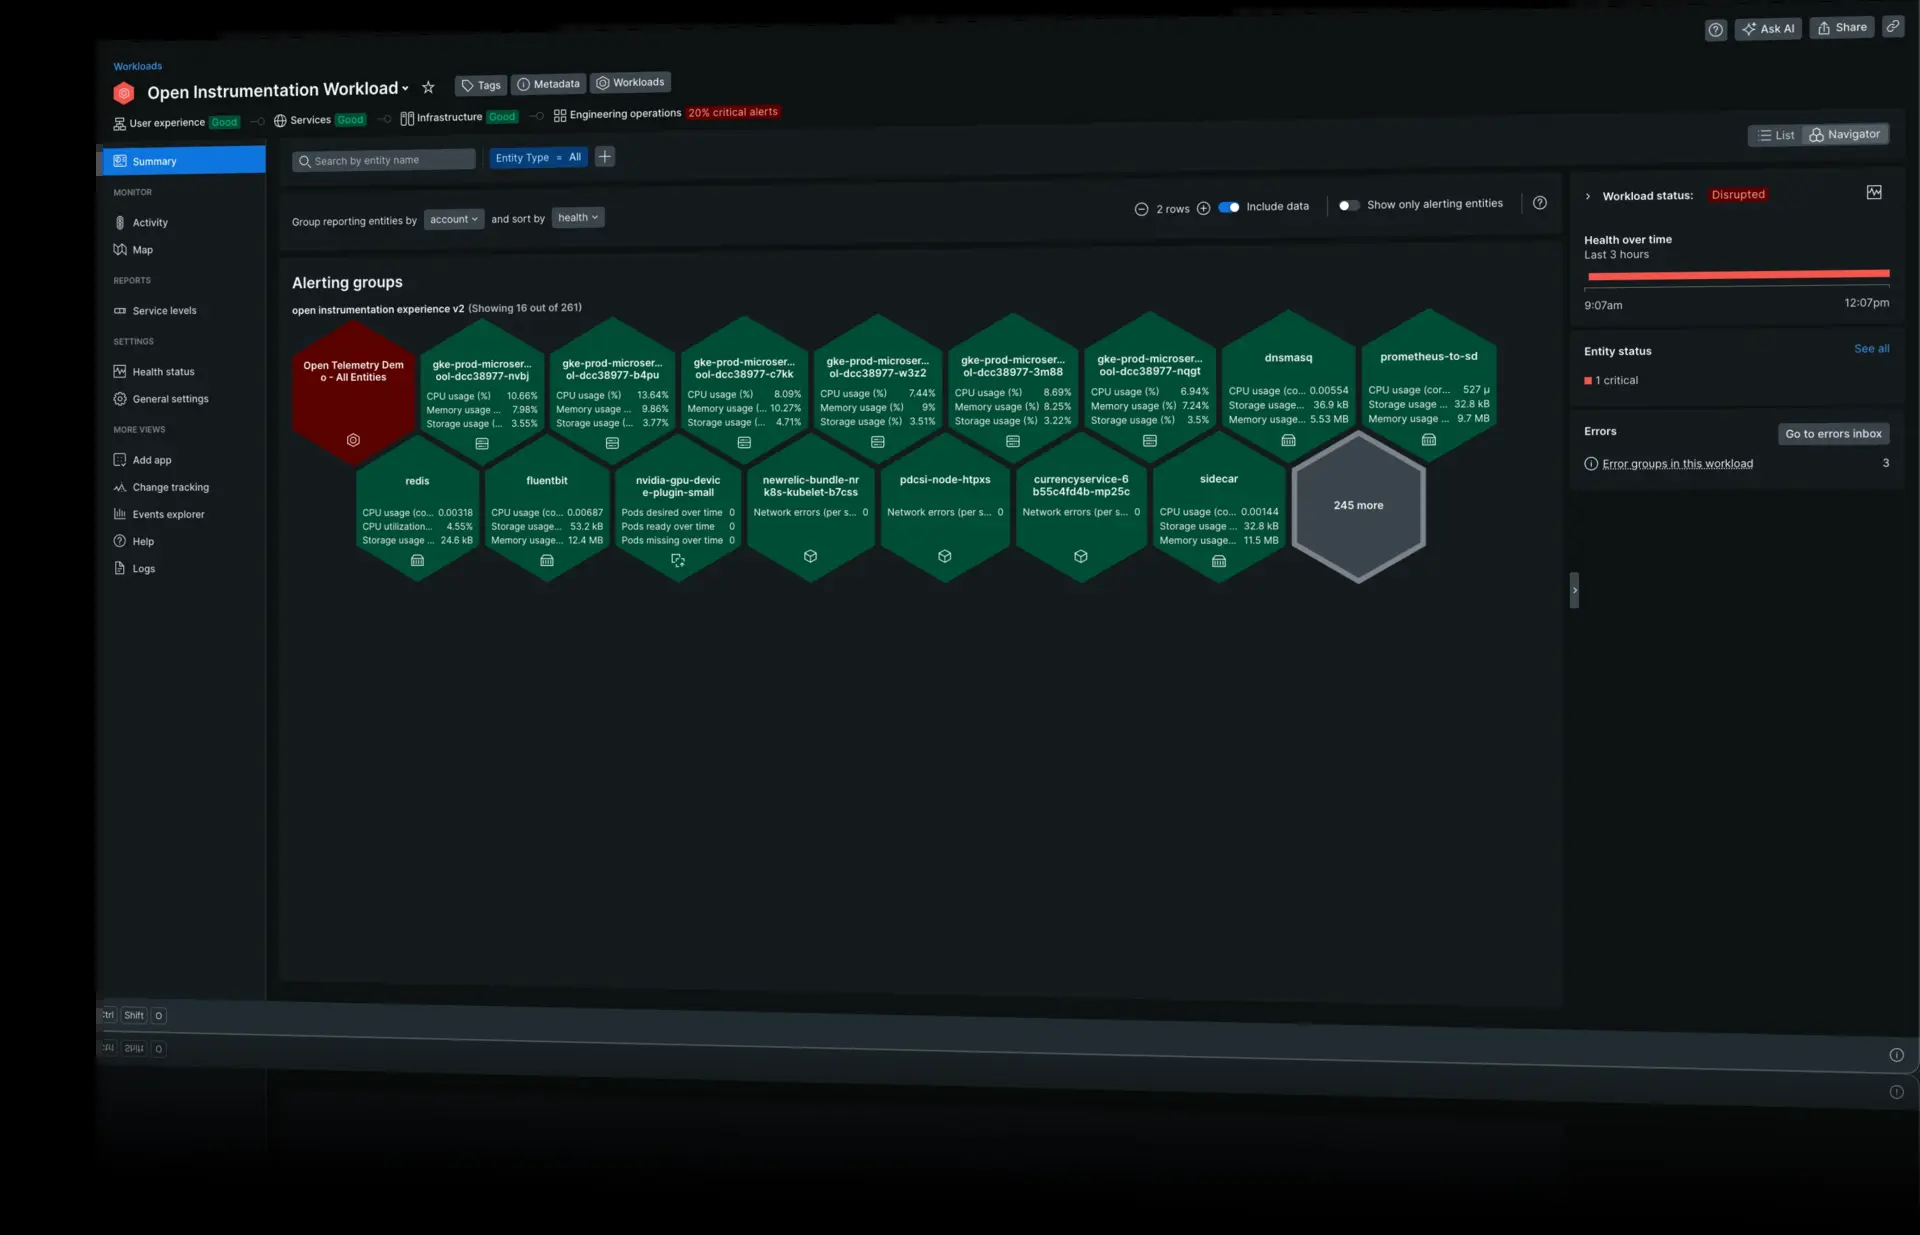 Ask AI
Share
Workloads
Open Instrumentation Workload
Tags
Metadata
Workloads
User experience Good
Services Good
Infrastructure Good
Engineering operations 20% critical alerts
Summary
MONITOR
Activity
Map
REPORTS
Service levels
SETTINGS
Health status
General settings
MORE VIEWS
Add app
Change tracking
Events explorer
Help
Logs
Search by entity name
Entity Type = All
List
Navigator
Group reporting entities by account and sort by health
2 rows
Include data
Show only alerting entities
Alerting groups
open instrumentation experience v2 (Showing 16 out of 261)
Open Telemetry Dem
o - All Entities
gke-prod-microser...
ool-dcc38977-nvbj
CPU usage (%) 10.66%
Memory usage ... 7.98%
Storage usage (... 3.55%
gke-prod-microser...
ol-dcc38977-b4pu
CPU usage (%) 13.64%
Memory usage ... 9.86%
Storage usage (... 3.77%
gke-prod-microser...
ool-dcc38977-c7kk
CPU usage (%) 8.09%
Memory usage (... 10.27%
Storage usage (... 4.71%
gke-prod-microser...
ol-dcc38977-w3z2
CPU usage (%) 7.44%
Memory usage (%) 9%
Storage usage (%) 3.51%
gke-prod-microser...
ol-dcc38977-3m88
CPU usage (%) 8.69%
Memory usage (%) 8.25%
Storage usage (%) 3.22%
gke-prod-microser...
ool-dcc38977-nqgt
CPU usage (%) 6.94%
Memory usage (%) 7.24%
Storage usage (%) 3.5%
dnsmasq
CPU usage (co... 0.00554
Storage usage... 36.9 kB
Memory usage... 5.53 MB
prometheus-to-sd
CPU usage (cor... 527 µ
Storage usage ... 32.8 kB
Memory usage ... 9.7 MB
redis
CPU usage (co... 0.00318
CPU utilization... 4.55%
Storage usage ... 24.6 kB
fluentbit
CPU usage (co... 0.00687
Storage usage... 53.2 kB
Memory usage... 12.4 MB
nvidia-gpu-devic
e-plugin-small
Pods desired over time 0
Pods ready over time 0
Pods missing over time 0
newrelic-bundle-nr
k8s-kubelet-b7css
Network errors (per s... 0
pdcsi-node-htpxs
Network errors (per s... 0
currencyservice-6
b55c4fd4b-mp25c
Network errors (per s... 0
sidecar
CPU usage (co... 0.00144
Storage usage ... 32.8 kB
Memory usage... 11.5 MB
245 more
Workload status: Disrupted
Health over time
Last 3 hours
9:07am 12:07pm
Entity status See all
1 critical
Errors
Go to errors inbox
Error groups in this workload 3
Shift O